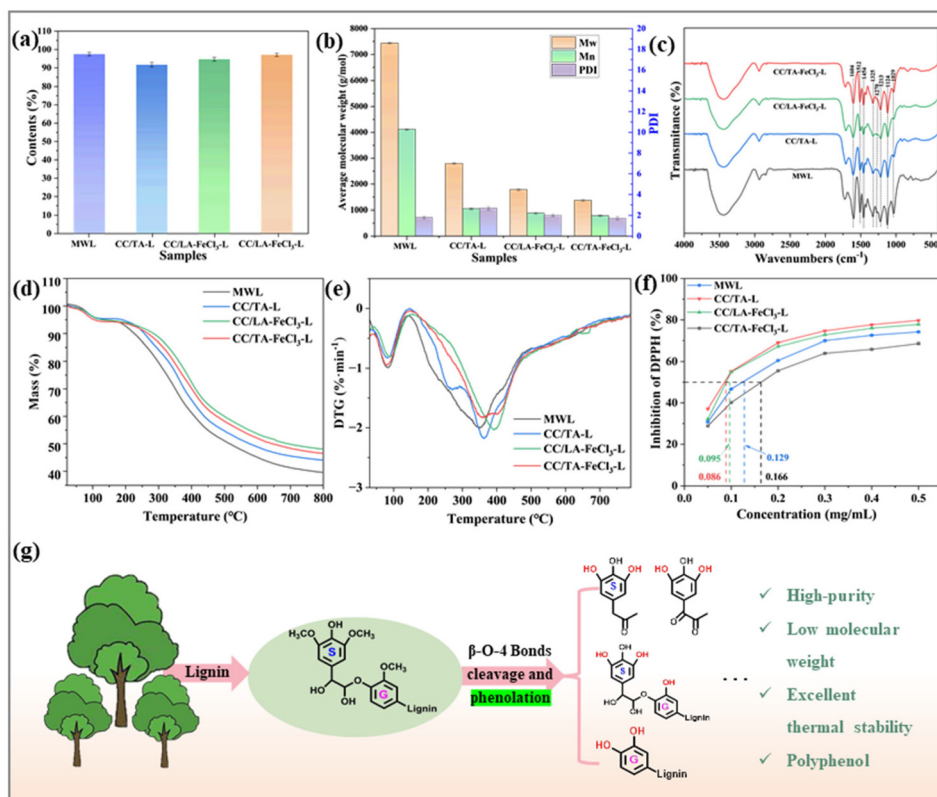 (a)
Contents (%)
110
100
90
80
70
60
50
40
30
20
10
0
MWL CC/TA-L CC/LA-FeCl₃-L CC/LA-FeCl₃-L
Samples
(b)
Average molecular weight (g/mol)
8000
7000
6000
5000
4000
3000
2000
1000
0
Mw
Mn
PDI
20
18
16
14
12
10
8
6
4
2
0
PDI
MWL CC/TA-L CC/LA-FeCl₃-L CC/TA-FeCl₃-L
Samples
(c)
Transmitance (%)
1604
1512
1454
1325
1270
1213
1124
1029
CC/TA-FeCl₃-L
CC/LA-FeCl₃-L
CC/TA-L
MWL
4000 3500 3000 2500 2000 1500 1000 500
Wavenumbers (cm⁻¹)
(d)
Mass (%)
100
90
80
70
60
50
40
MWL
CC/TA-L
CC/LA-FeCl₃-L
CC/TA-FeCl₃-L
100 200 300 400 500 600 700 800
Temperature (℃)
(e)
DTG (%·min⁻¹)
0
−1
−2
−3
MWL
CC/TA-L
CC/LA-FeCl₃-L
CC/TA-FeCl₃-L
100 200 300 400 500 600 700
Temperature (℃)
(f)
Inhibition of DPPH (%)
100
80
60
40
20
0
MWL
CC/TA-L
CC/LA-FeCl₃-L
CC/TA-FeCl₃-L
0.095
0.086
0.129
0.166
0.0 0.1 0.2 0.3 0.4 0.5
Concentration (mg/mL)
(g)
Lignin
OH
H₃CO OCH₃
S
OCH₃
O
HO
OH
G
Lignin
β-O-4 Bonds
cleavage and
phenolation
OH
HO OH
S
O
OH
HO OH
O
O
OH
HO OH
S
OH
O
HO
OH
G
Lignin
OH
HO
G
Lignin
...
✓ High-purity
✓ Low molecular
weight
✓ Excellent
thermal stability
✓ Polyphenol